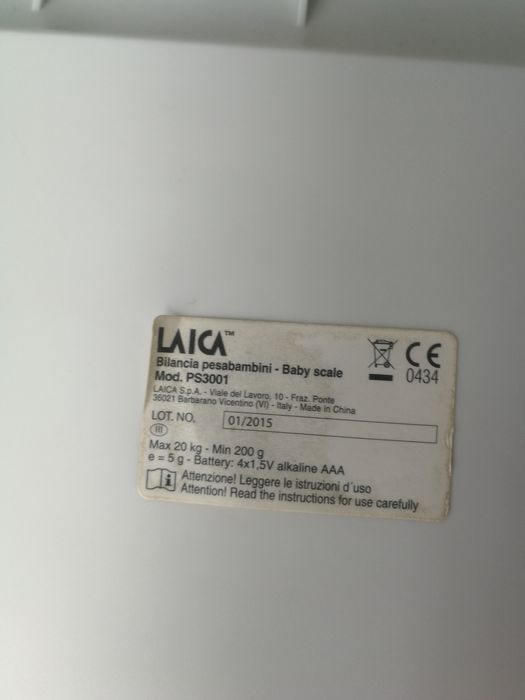 LAICA™
Bilancia pesabambini - Baby scale
Mod. PS3001
LAICA S.p.A. - Viale del Lavoro, 10 - Fraz. Ponte
36021 Barbarano Vicentino (VI) - Italy - Made in China
CE
0434
LOT. NO. 01/2015
III
Max 20 kg - Min 200 g
e = 5 g - Battery: 4x1,5V alkaline AAA
Attenzione! Leggere le istruzioni d'uso
Attention! Read the instructions for use carefully